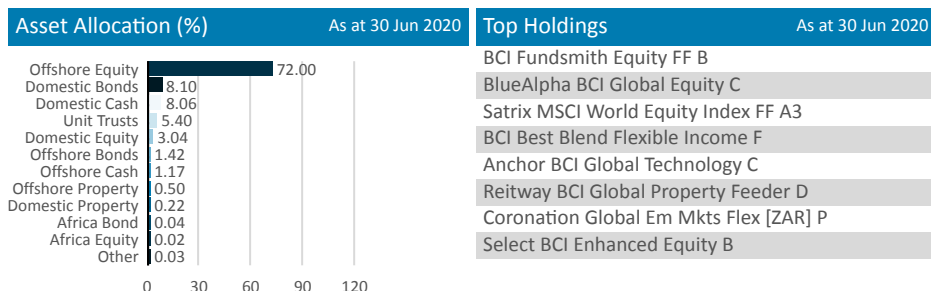 Asset Allocation (%) As at 30 Jun 2020
Offshore Equity 72.00
Domestic Bonds 8.10
Domestic Cash 8.06
Unit Trusts 5.40
Domestic Equity 3.04
Offshore Bonds 1.42
Offshore Cash 1.17
Offshore Property 0.50
Domestic Property 0.22
Africa Bond 0.04
Africa Equity 0.02
Other 0.03
0 30 60 90 120
Top Holdings As at 30 Jun 2020
BCI Fundsmith Equity FF B
BlueAlpha BCI Global Equity C
Satrix MSCI World Equity Index FF A3
BCI Best Blend Flexible Income F
Anchor BCI Global Technology C
Reitway BCI Global Property Feeder D
Coronation Global Em Mkts Flex [ZAR] P
Select BCI Enhanced Equity B